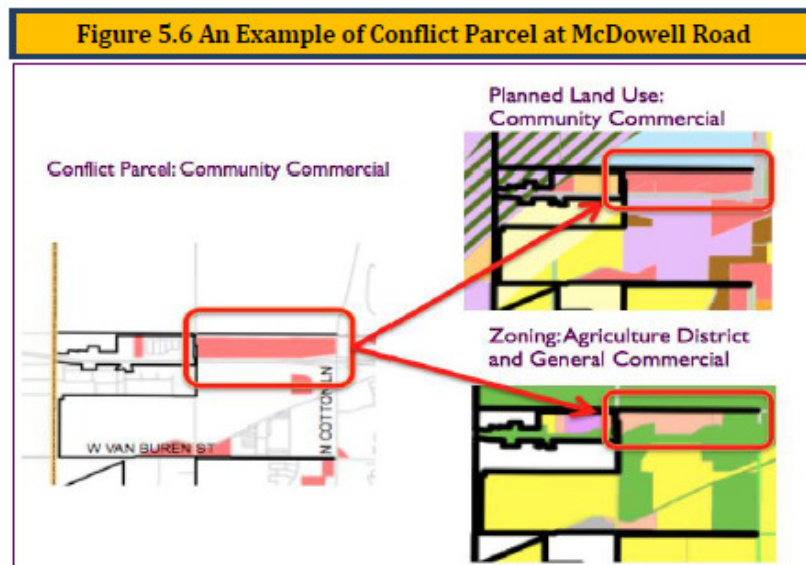 Figure 5.6 An Example of Conflict Parcel at McDowell Road
Planned Land Use:
Community Commercial
Conflict Parcel: Community Commercial
Zoning: Agriculture District
and General Commercial
N COTTON LN
W VAN BUREN ST